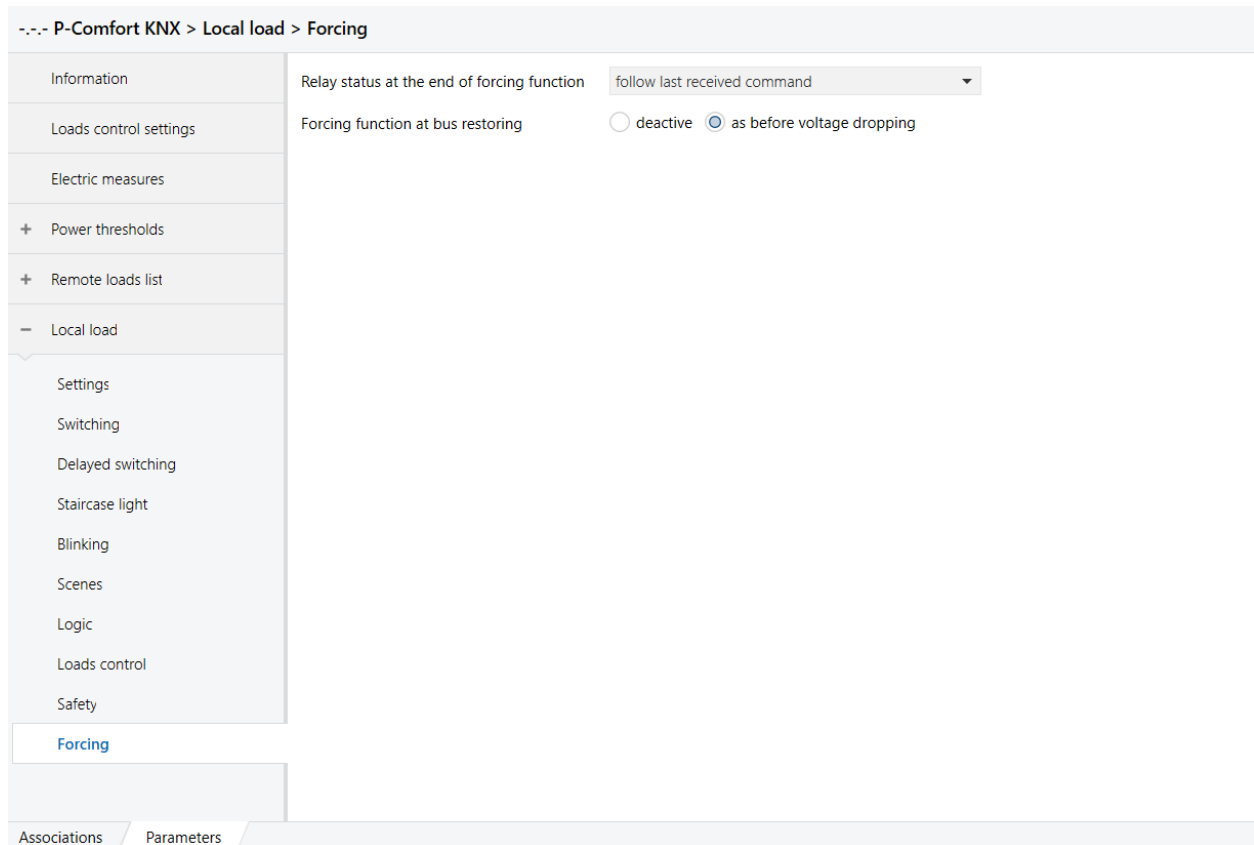 -.-.- P-Comfort KNX > Local load > Forcing
Information
Loads control settings
Electric measures
+ Power thresholds
+ Remote loads list
− Local load
Settings
Switching
Delayed switching
Staircase light
Blinking
Scenes
Logic
Loads control
Safety
Forcing
Relay status at the end of forcing function follow last received command
Forcing function at bus restoring deactive as before voltage dropping
Associations Parameters